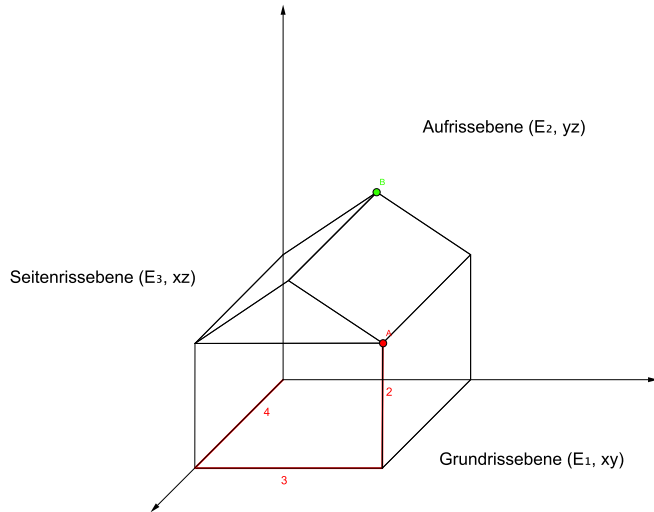 Aufrissebene (E₂, yz)
B
Seitenrissebene (E₃, xz)
A
2
4
Grundrissebene (E₁, xy)
3